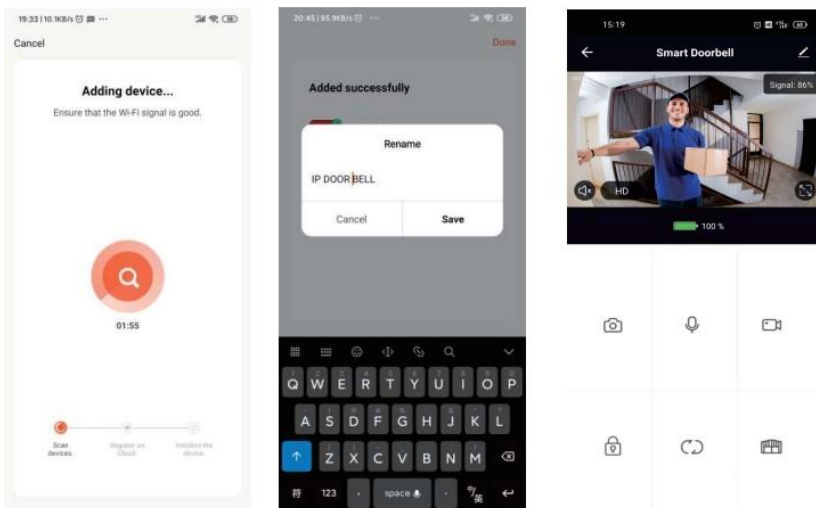 19:33 | 10.1KB/s
Cancel
Adding device...
Ensure that the Wi-Fi signal is good.
01:55
Scan devices.
Register on Cloud.
Initialize the device.
20:45 | 85.9KB/s
Done
Added successfully
Rename
IP DOOR BELL
Cancel
Save
Q W E R T Y U I O P
A S D F G H J K L
Z X C V B N M
符 123 space 英
15:19
Smart Doorbell
Signal: 86%
HD
100 %